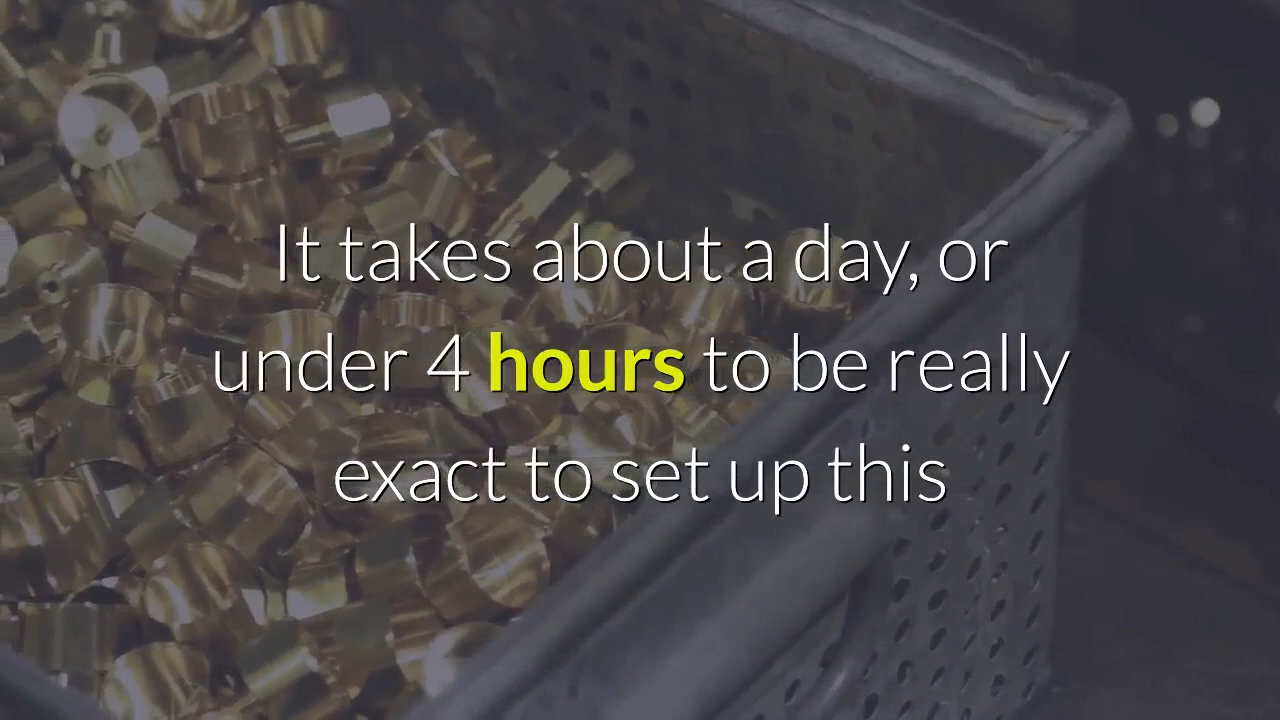 It takes about a day, or
under 4 hours to be really
exact to set up this